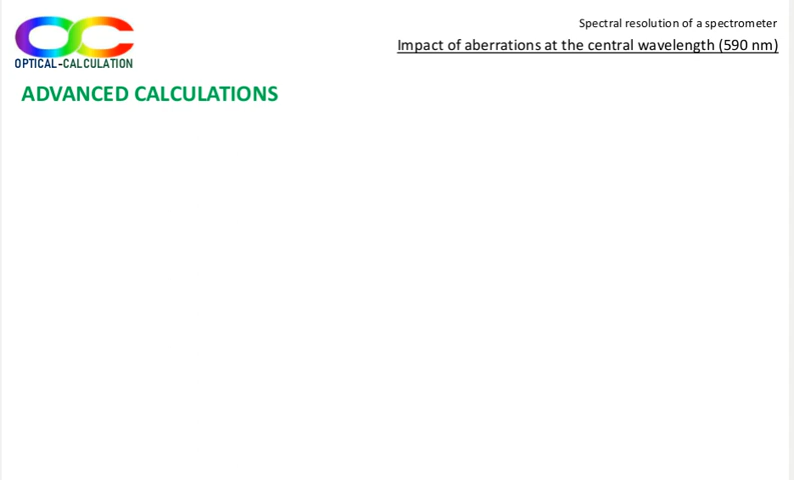 Spectral resolution of a spectrometer
Impact of aberrations at the central wavelength (590 nm)
OPTICAL-CALCULATION
ADVANCED CALCULATIONS